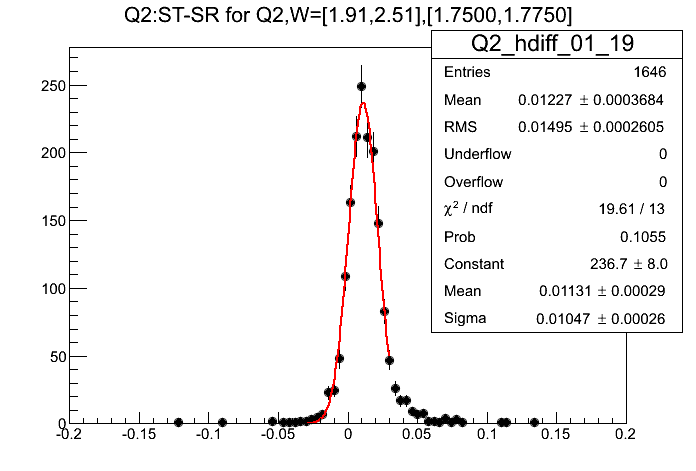 Q2:ST-SR for Q2,W=[1.91,2.51],[1.7500,1.7750]
Q2_hdiff_01_19
Entries 1646
Mean 0.01227 ± 0.0003684
RMS 0.01495 ± 0.0002605
Underflow 0
Overflow 0
χ² / ndf 19.61 / 13
Prob 0.1055
Constant 236.7 ± 8.0
Mean 0.01131 ± 0.00029
Sigma 0.01047 ± 0.00026
250
200
150
100
50
0
-0.2 -0.15 -0.1 -0.05 0 0.05 0.1 0.15 0.2